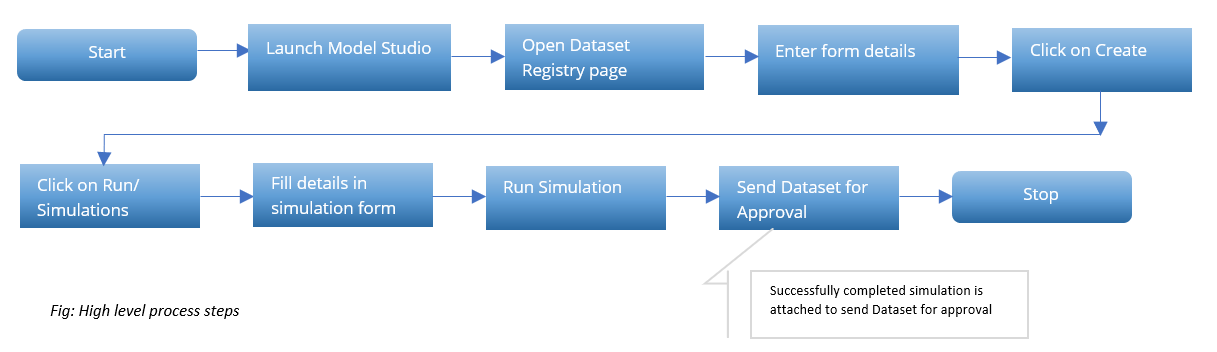 Start
Launch Model Studio
Open Dataset
Registry page
Enter form details
Click on Create
Click on Run/
Simulations
Fill details in
simulation form
Run Simulation
Send Dataset for
Approval
Stop
Successfully completed simulation is
attached to send Dataset for approval
Fig: High level process steps